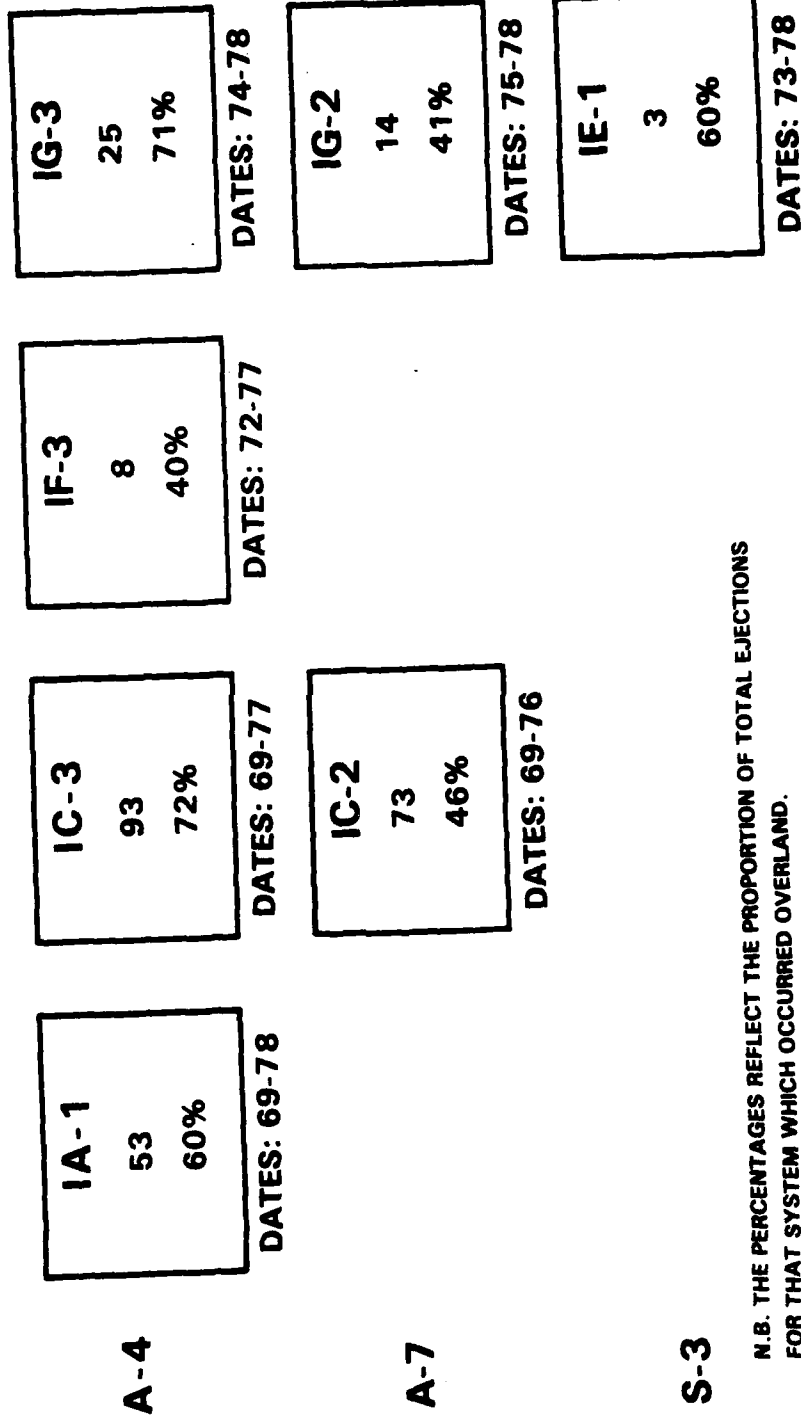 A-4
IA-1
53
60%
DATES: 69-78
IC-3
93
72%
DATES: 69-77
IF-3
8
40%
DATES: 72-77
IG-3
25
71%
DATES: 74-78
A-7
IC-2
73
46%
DATES: 69-76
IG-2
14
41%
DATES: 75-78
S-3
IE-1
3
60%
DATES: 73-78
N.B. THE PERCENTAGES REFLECT THE PROPORTION OF TOTAL EJECTIONS
FOR THAT SYSTEM WHICH OCCURRED OVERLAND.